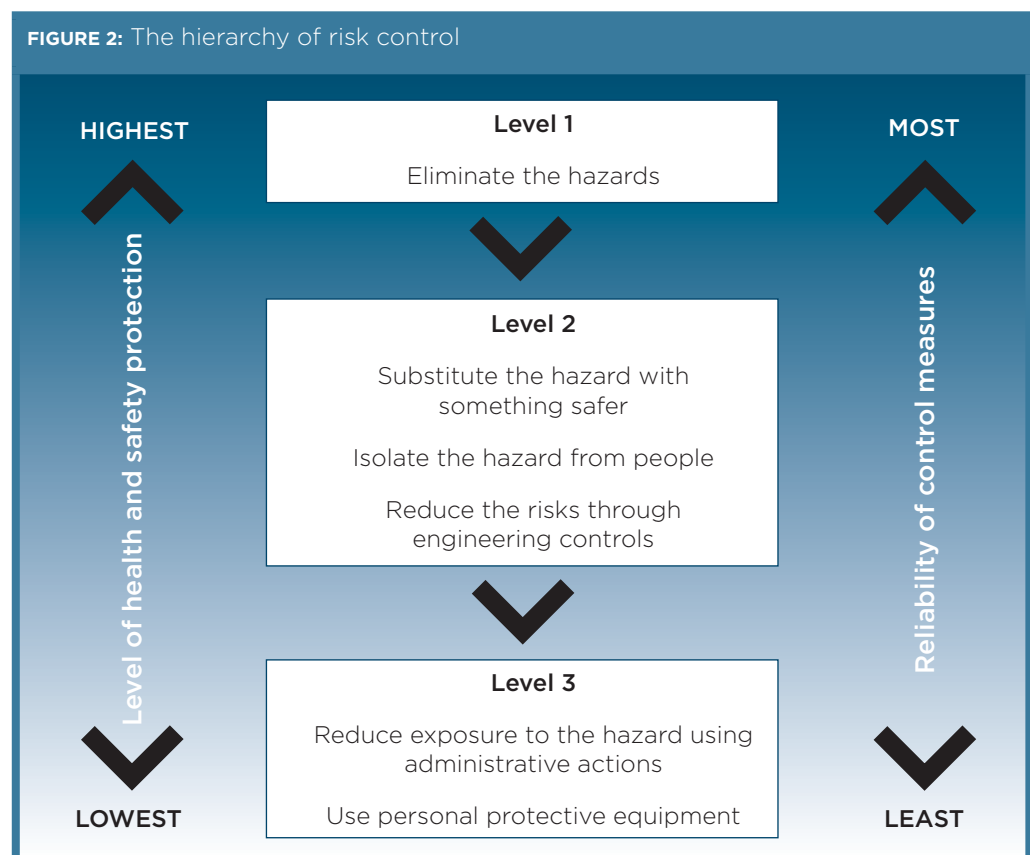 FIGURE 2: The hierarchy of risk control
HIGHEST
Level of health and safety protection
LOWEST
Level 1
Eliminate the hazards
Level 2
Substitute the hazard with
something safer
Isolate the hazard from people
Reduce the risks through
engineering controls
Level 3
Reduce exposure to the hazard using
administrative actions
Use personal protective equipment
MOST
Reliability of control measures
LEAST